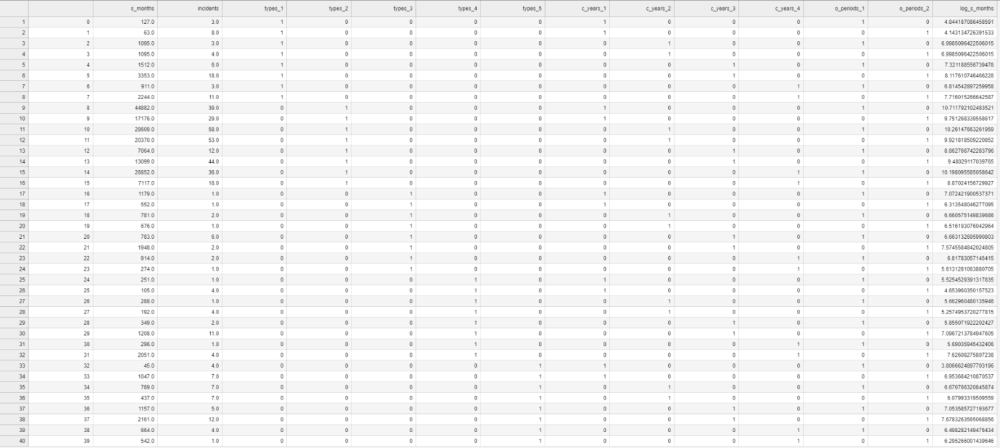 s_months incidents types_1 types_2 types_3 types_4 types_5 c_years_1 c_years_2 c_years_3 c_years_4 o_periods_1 o_periods_2 log_s_months
1 0 127.0 3.0 1 0 0 0 0 1 0 0 0 1 0 4.844187086458591
2 1 63.0 8.0 1 0 0 0 0 1 0 0 0 0 1 4.143134726391533
3 2 1095.0 3.0 1 0 0 0 0 0 1 0 0 1 0 6.9985096422506015
4 3 1095.0 4.0 1 0 0 0 0 0 1 0 0 0 1 6.9985096422506015
5 4 1512.0 6.0 1 0 0 0 0 0 0 1 0 1 0 7.321188556739478
6 5 3353.0 18.0 1 0 0 0 0 0 0 1 0 0 1 8.117610746466228
7 6 911.0 3.0 1 0 0 0 0 0 0 0 1 1 0 6.814542897259958
8 7 2244.0 11.0 1 0 0 0 0 0 0 0 1 0 1 7.716015266642587
9 8 44882.0 39.0 0 1 0 0 0 1 0 0 0 1 0 10.711792102483521
10 9 17176.0 29.0 0 1 0 0 0 1 0 0 0 0 1 9.751268339558617
11 10 28609.0 58.0 0 1 0 0 0 0 1 0 0 1 0 10.26147663261959
12 11 20370.0 53.0 0 1 0 0 0 0 1 0 0 0 1 9.921818509220852
13 12 7064.0 12.0 0 1 0 0 0 0 0 1 0 1 0 8.862766742283796
14 13 13099.0 44.0 0 1 0 0 0 0 0 1 0 0 1 9.48029117039765
15 14 26852.0 36.0 0 1 0 0 0 0 0 0 1 1 0 10.198095585058642
16 15 7117.0 18.0 0 1 0 0 0 0 0 0 1 0 1 8.87024156729927
17 16 1179.0 1.0 0 0 1 0 0 1 0 0 0 1 0 7.072421900537371
18 17 552.0 1.0 0 0 1 0 0 1 0 0 0 0 1 6.313548046277095
19 18 781.0 2.0 0 0 1 0 0 0 1 0 0 1 0 6.660575149839686
20 19 676.0 1.0 0 0 1 0 0 0 1 0 0 0 1 6.516193076042964
21 20 783.0 6.0 0 0 1 0 0 0 0 1 0 1 0 6.663132695990803
22 21 1948.0 2.0 0 0 1 0 0 0 0 1 0 0 1 7.5745584842024805
23 22 914.0 2.0 0 0 1 0 0 0 0 0 1 1 0 6.81783057145415
24 23 274.0 1.0 0 0 1 0 0 0 0 0 1 0 1 5.6131281063880705
25 24 251.0 1.0 0 0 0 1 0 1 0 0 0 1 0 5.5254529391317835
26 25 105.0 4.0 0 0 0 1 0 1 0 0 0 0 1 4.653960350157523
27 26 288.0 1.0 0 0 0 1 0 0 1 0 0 1 0 5.662960480135946
28 27 192.0 4.0 0 0 0 1 0 0 1 0 0 0 1 5.2574953720277815
29 28 349.0 2.0 0 0 0 1 0 0 0 1 0 1 0 5.855071922202427
30 29 1208.0 11.0 0 0 0 1 0 0 0 1 0 0 1 7.0967213784947605
31 30 296.0 1.0 0 0 0 1 0 0 0 0 1 1 0 5.69035945432406
32 31 2051.0 4.0 0 0 0 1 0 0 0 0 1 0 1 7.62608275807238
33 32 45.0 4.0 0 0 0 0 1 1 0 0 0 1 0 3.8066624897703196
34 33 1047.0 7.0 0 0 0 0 1 1 0 0 0 0 1 6.953684210870537
35 34 789.0 7.0 0 0 0 0 1 0 1 0 0 1 0 6.670766320845874
36 35 437.0 7.0 0 0 0 0 1 0 1 0 0 0 1 6.07993319509559
37 36 1157.0 5.0 0 0 0 0 1 0 0 1 0 1 0 7.053585727193677
38 37 2161.0 12.0 0 0 0 0 1 0 0 1 0 0 1 7.6783263565068856
39 38 664.0 4.0 0 0 0 0 1 0 0 0 1 1 0 6.498282149476434
40 39 542.0 1.0 0 0 0 0 1 0 0 0 1 0 1 6.295266001439646